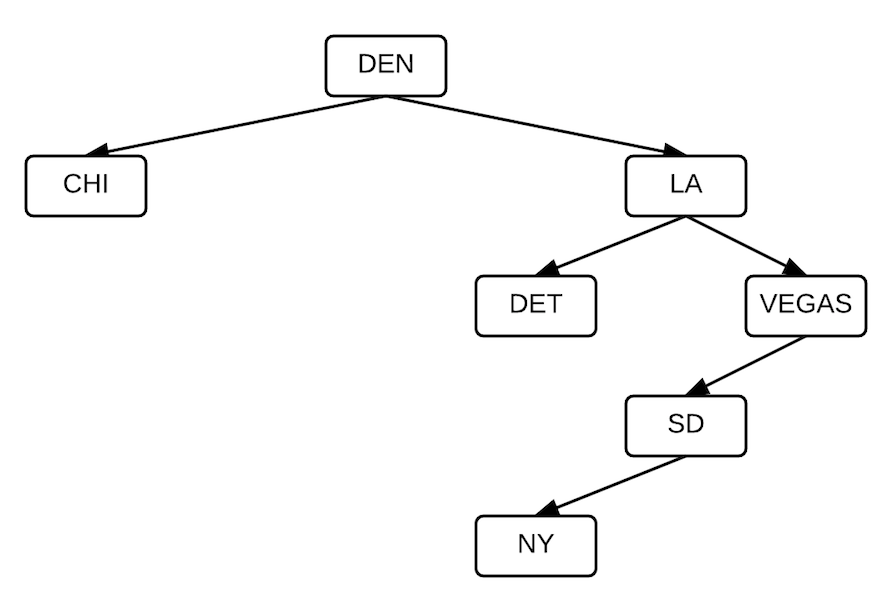 DEN
CHI
LA
DET
VEGAS
SD
NY